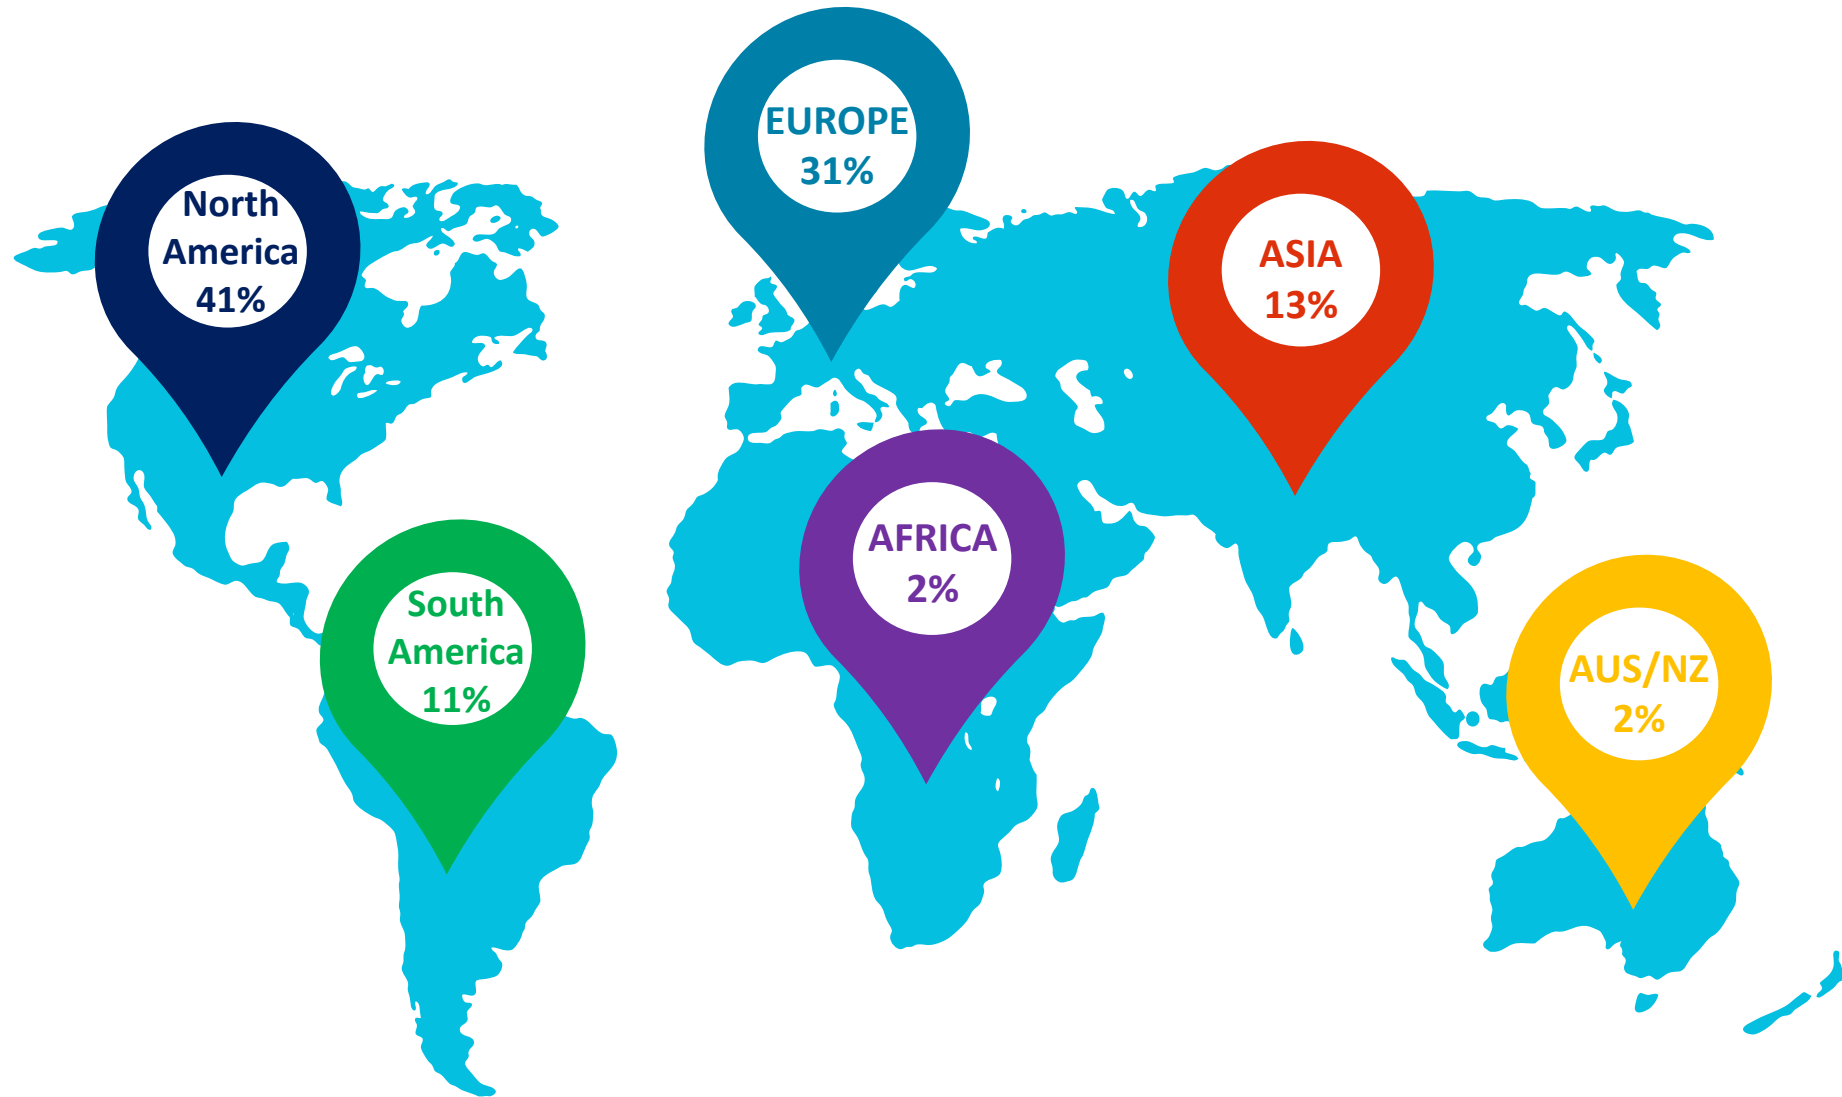 North
America
41%
EUROPE
31%
ASIA
13%
South
America
11%
AFRICA
2%
AUS/NZ
2%